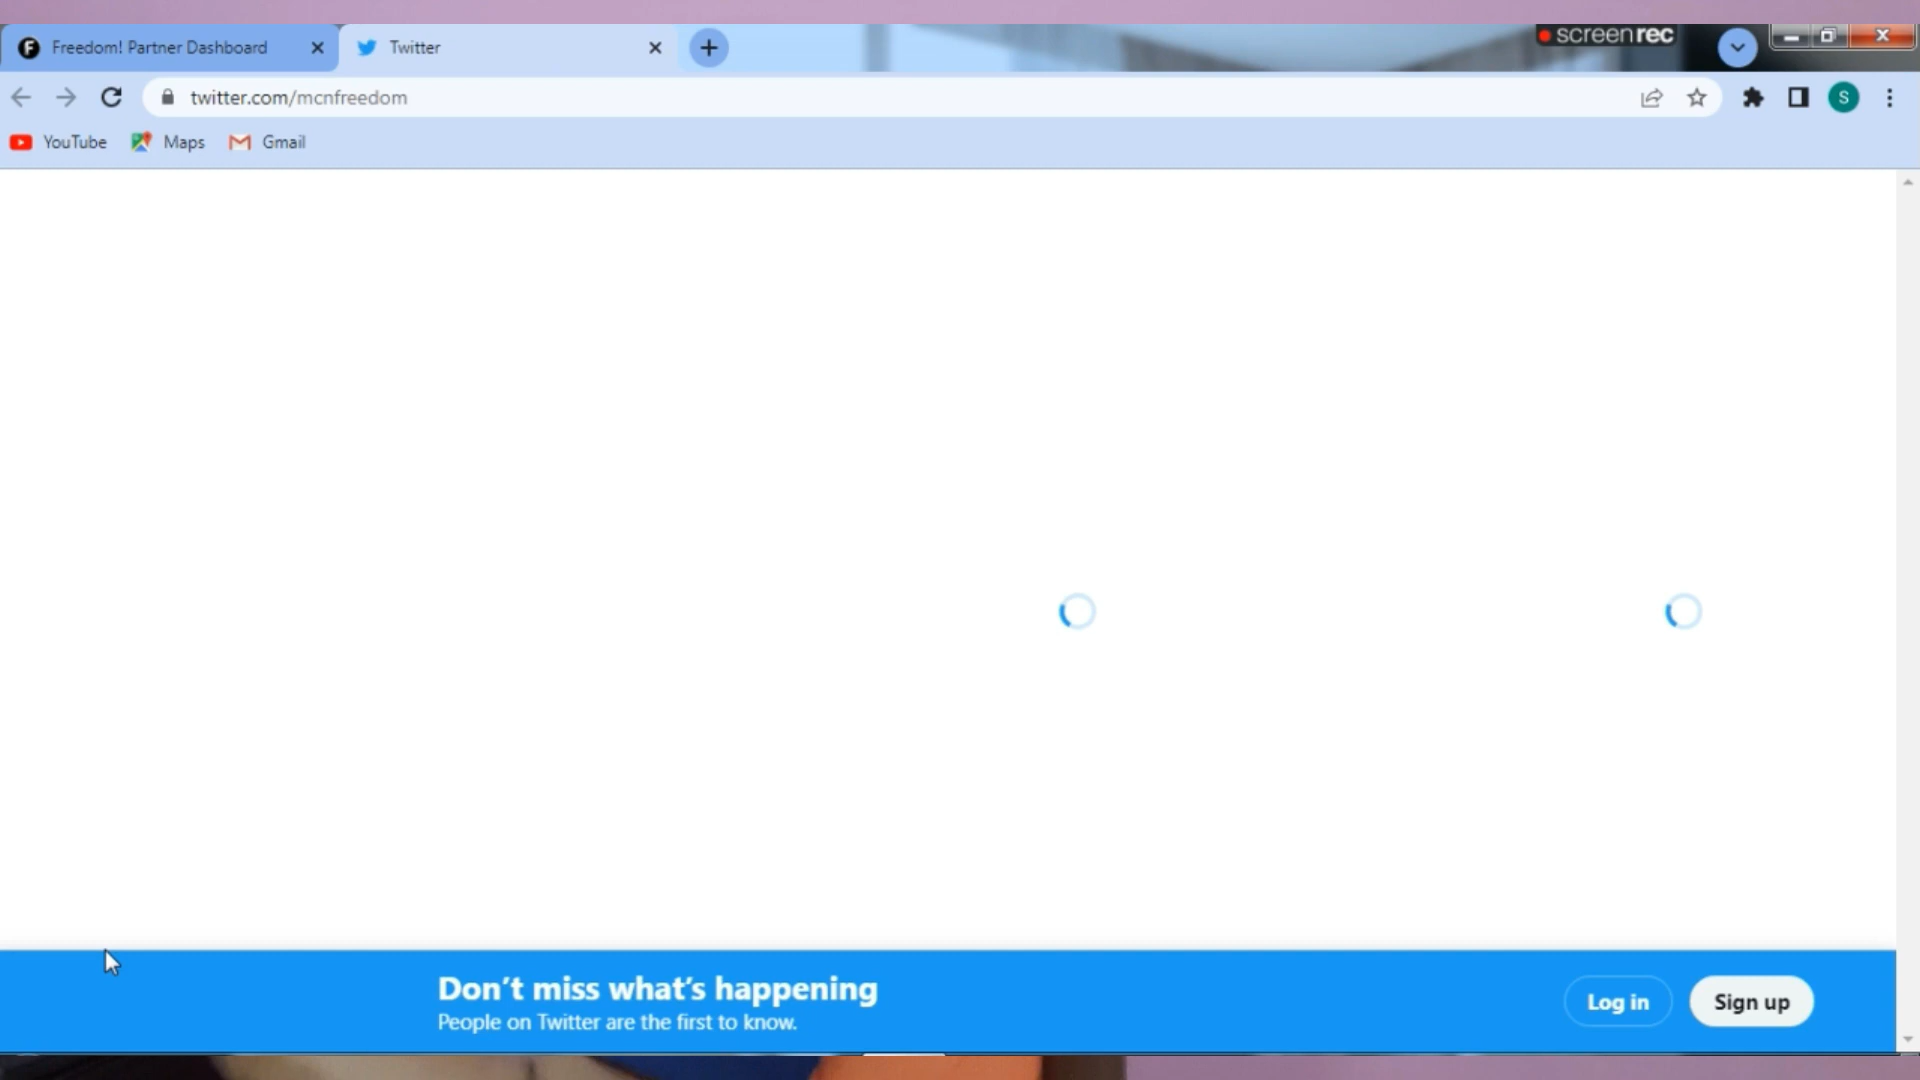 Freedom! Partner Dashboard
Twitter
screenrec
twitter.com/mcnfreedom
S
YouTube
Maps
Gmail
Don't miss what's happening
People on Twitter are the first to know.
Log in
Sign up